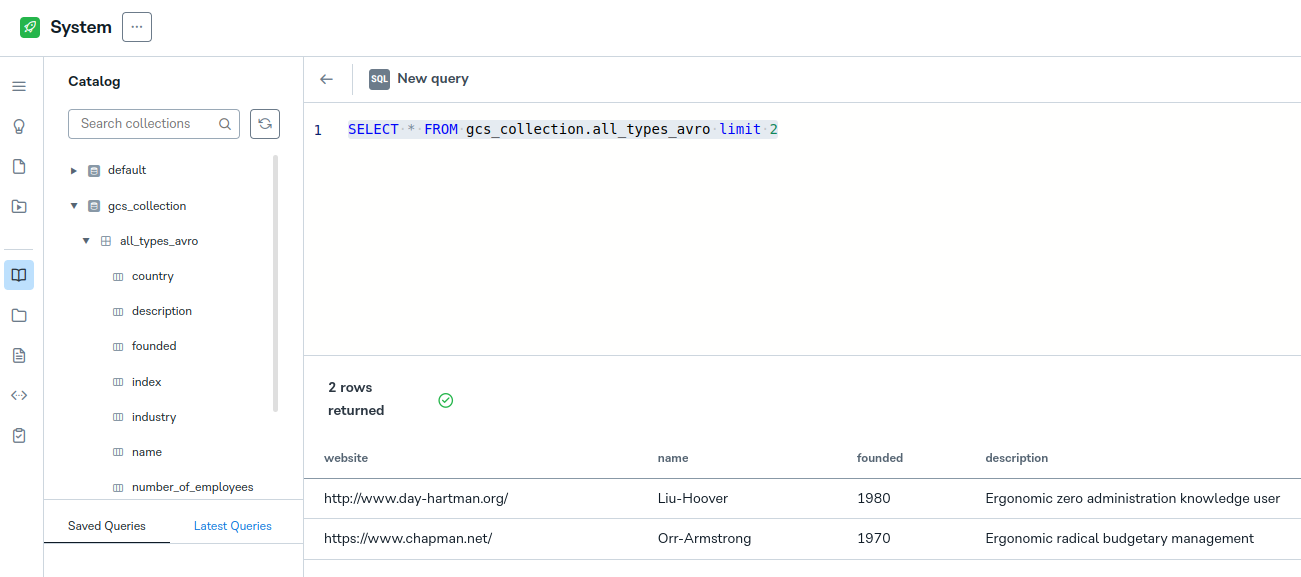 System
Catalog
SQL New query
Search collections
1 SELECT * FROM gcs_collection.all_types_avro limit 2
default
gcs_collection
all_types_avro
country
description
founded
index
industry
name
number_of_employees
Saved Queries Latest Queries
2 rows
returned
website name founded description
http://www.day-hartman.org/ Liu-Hoover 1980 Ergonomic zero administration knowledge user
https://www.chapman.net/ Orr-Armstrong 1970 Ergonomic radical budgetary management